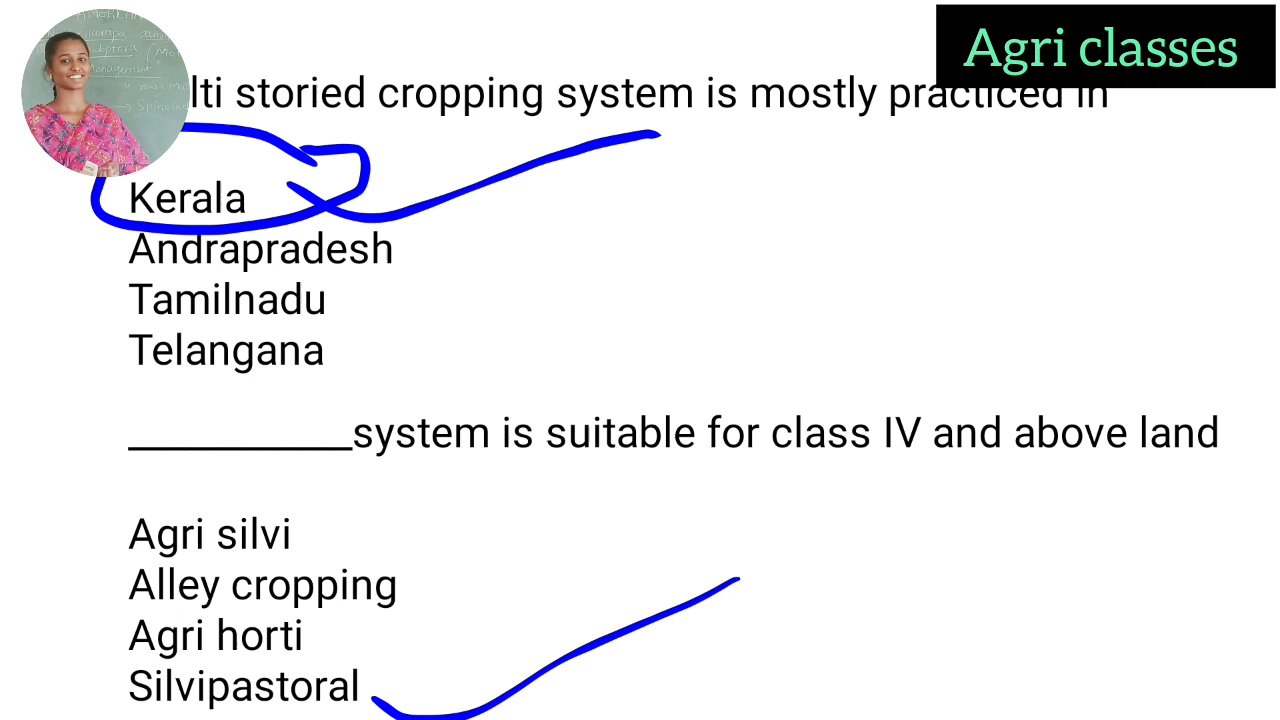 Agri classes
lti storied cropping system is mostly practiced in
Kerala
Andrapradesh
Tamilnadu
Telangana
___________system is suitable for class IV and above land
Agri silvi
Alley cropping
Agri horti
Silvipastoral